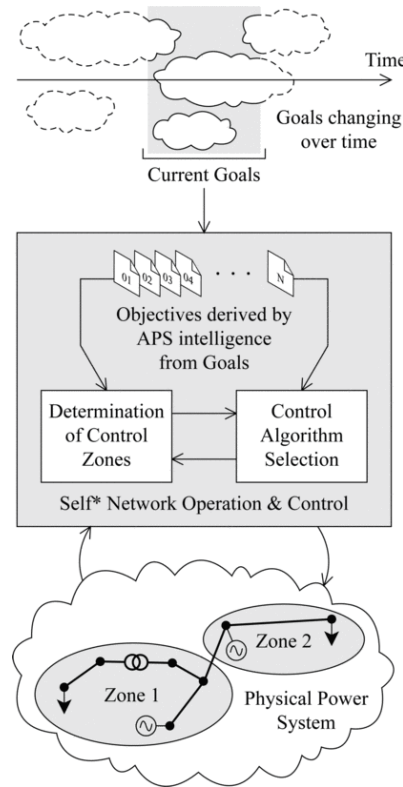 Time
Goals changing
over time
Current Goals
01
02
03
04
. . .
N
Objectives derived by
APS intelligence
from Goals
Determination
of Control
Zones
Control
Algorithm
Selection
Self* Network Operation & Control
Zone 2
Zone 1
Physical Power
System